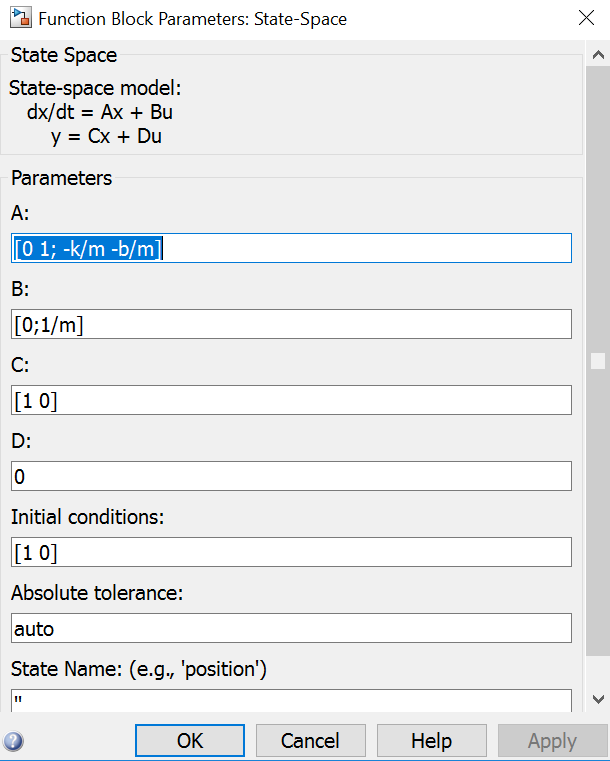 Function Block Parameters: State-Space
State Space
State-space model:
dx/dt = Ax + Bu
y = Cx + Du
Parameters
A:
[0 1; -k/m -b/m]
B:
[0;1/m]
C:
[1 0]
D:
0
Initial conditions:
[1 0]
Absolute tolerance:
auto
State Name: (e.g., 'position')
''
OK Cancel Help Apply